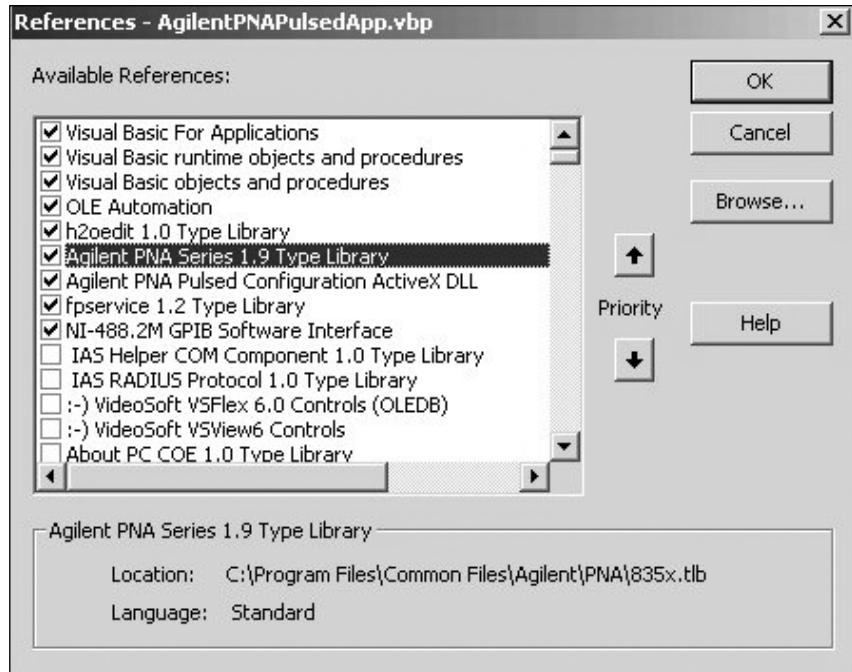 References - AgilentPNAPulsedApp.vbp
Available References:
OK
Cancel
Browse...
Help
Visual Basic For Applications
Visual Basic runtime objects and procedures
Visual Basic objects and procedures
OLE Automation
h2oedit 1.0 Type Library
Agilent PNA Series 1.9 Type Library
Agilent PNA Pulsed Configuration ActiveX DLL
fpservice 1.2 Type Library
NI-488.2M GPIB Software Interface
IAS Helper COM Component 1.0 Type Library
IAS RADIUS Protocol 1.0 Type Library
:-) VideoSoft VSFlex 6.0 Controls (OLEDB)
:-) VideoSoft VSView6 Controls
About PC COE 1.0 Type Library
Priority
Agilent PNA Series 1.9 Type Library
Location: C:\Program Files\Common Files\Agilent\PNA\835x.tlb
Language: Standard